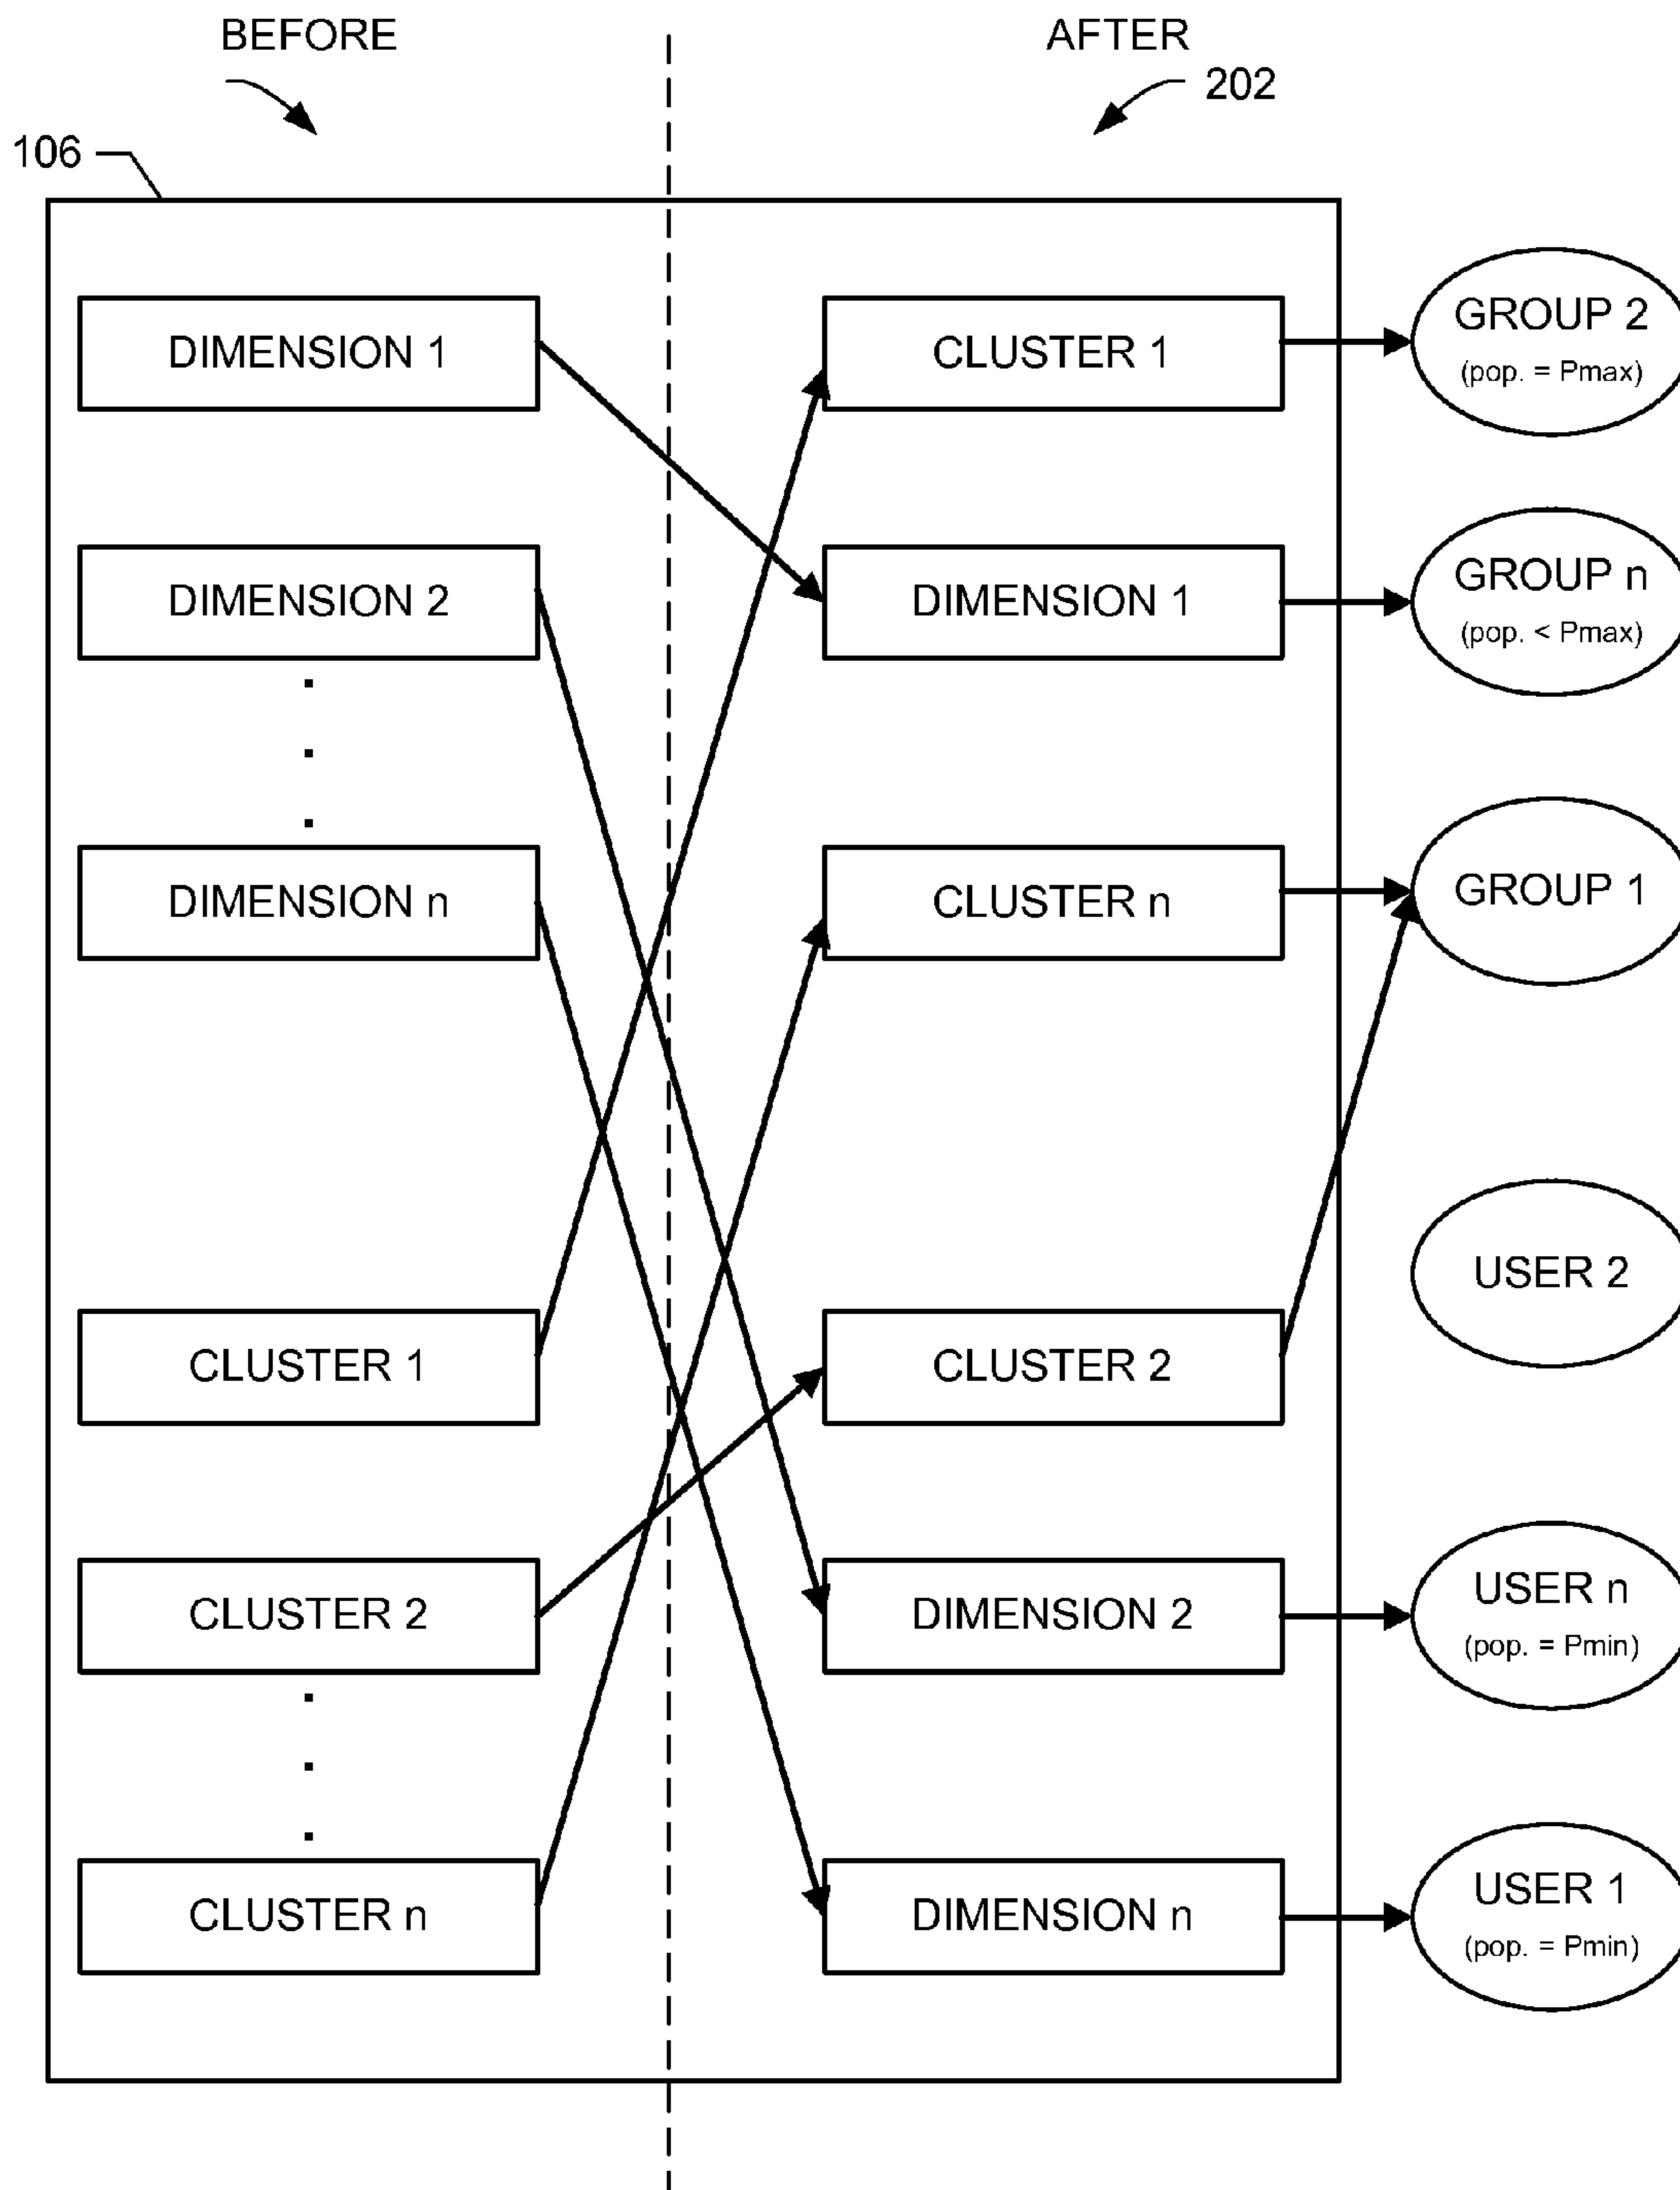 BEFORE
AFTER
202
106
DIMENSION 1
DIMENSION 2
.
.
.
DIMENSION n
CLUSTER 1
CLUSTER 2
.
.
.
CLUSTER n
CLUSTER 1
DIMENSION 1
CLUSTER n
CLUSTER 2
DIMENSION 2
DIMENSION n
GROUP 2
(pop. = Pmax)
GROUP n
(pop. < Pmax)
GROUP 1
USER 2
USER n
(pop. = Pmin)
USER 1
(pop. = Pmin)